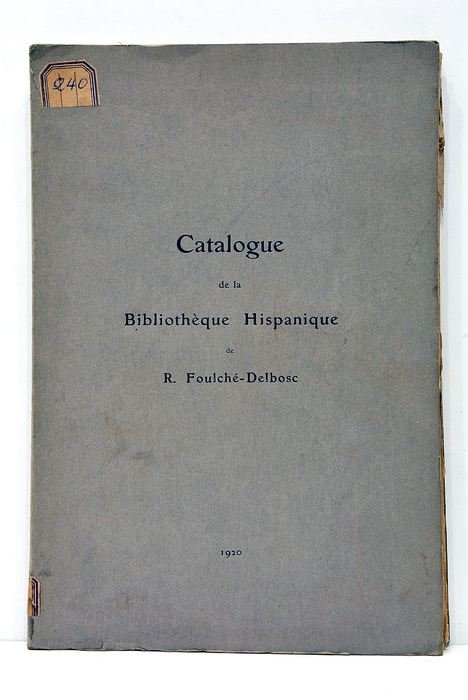 240
Catalogue
de la
Bibliothèque Hispanique
de
R. Foulché-Delbosc
1920